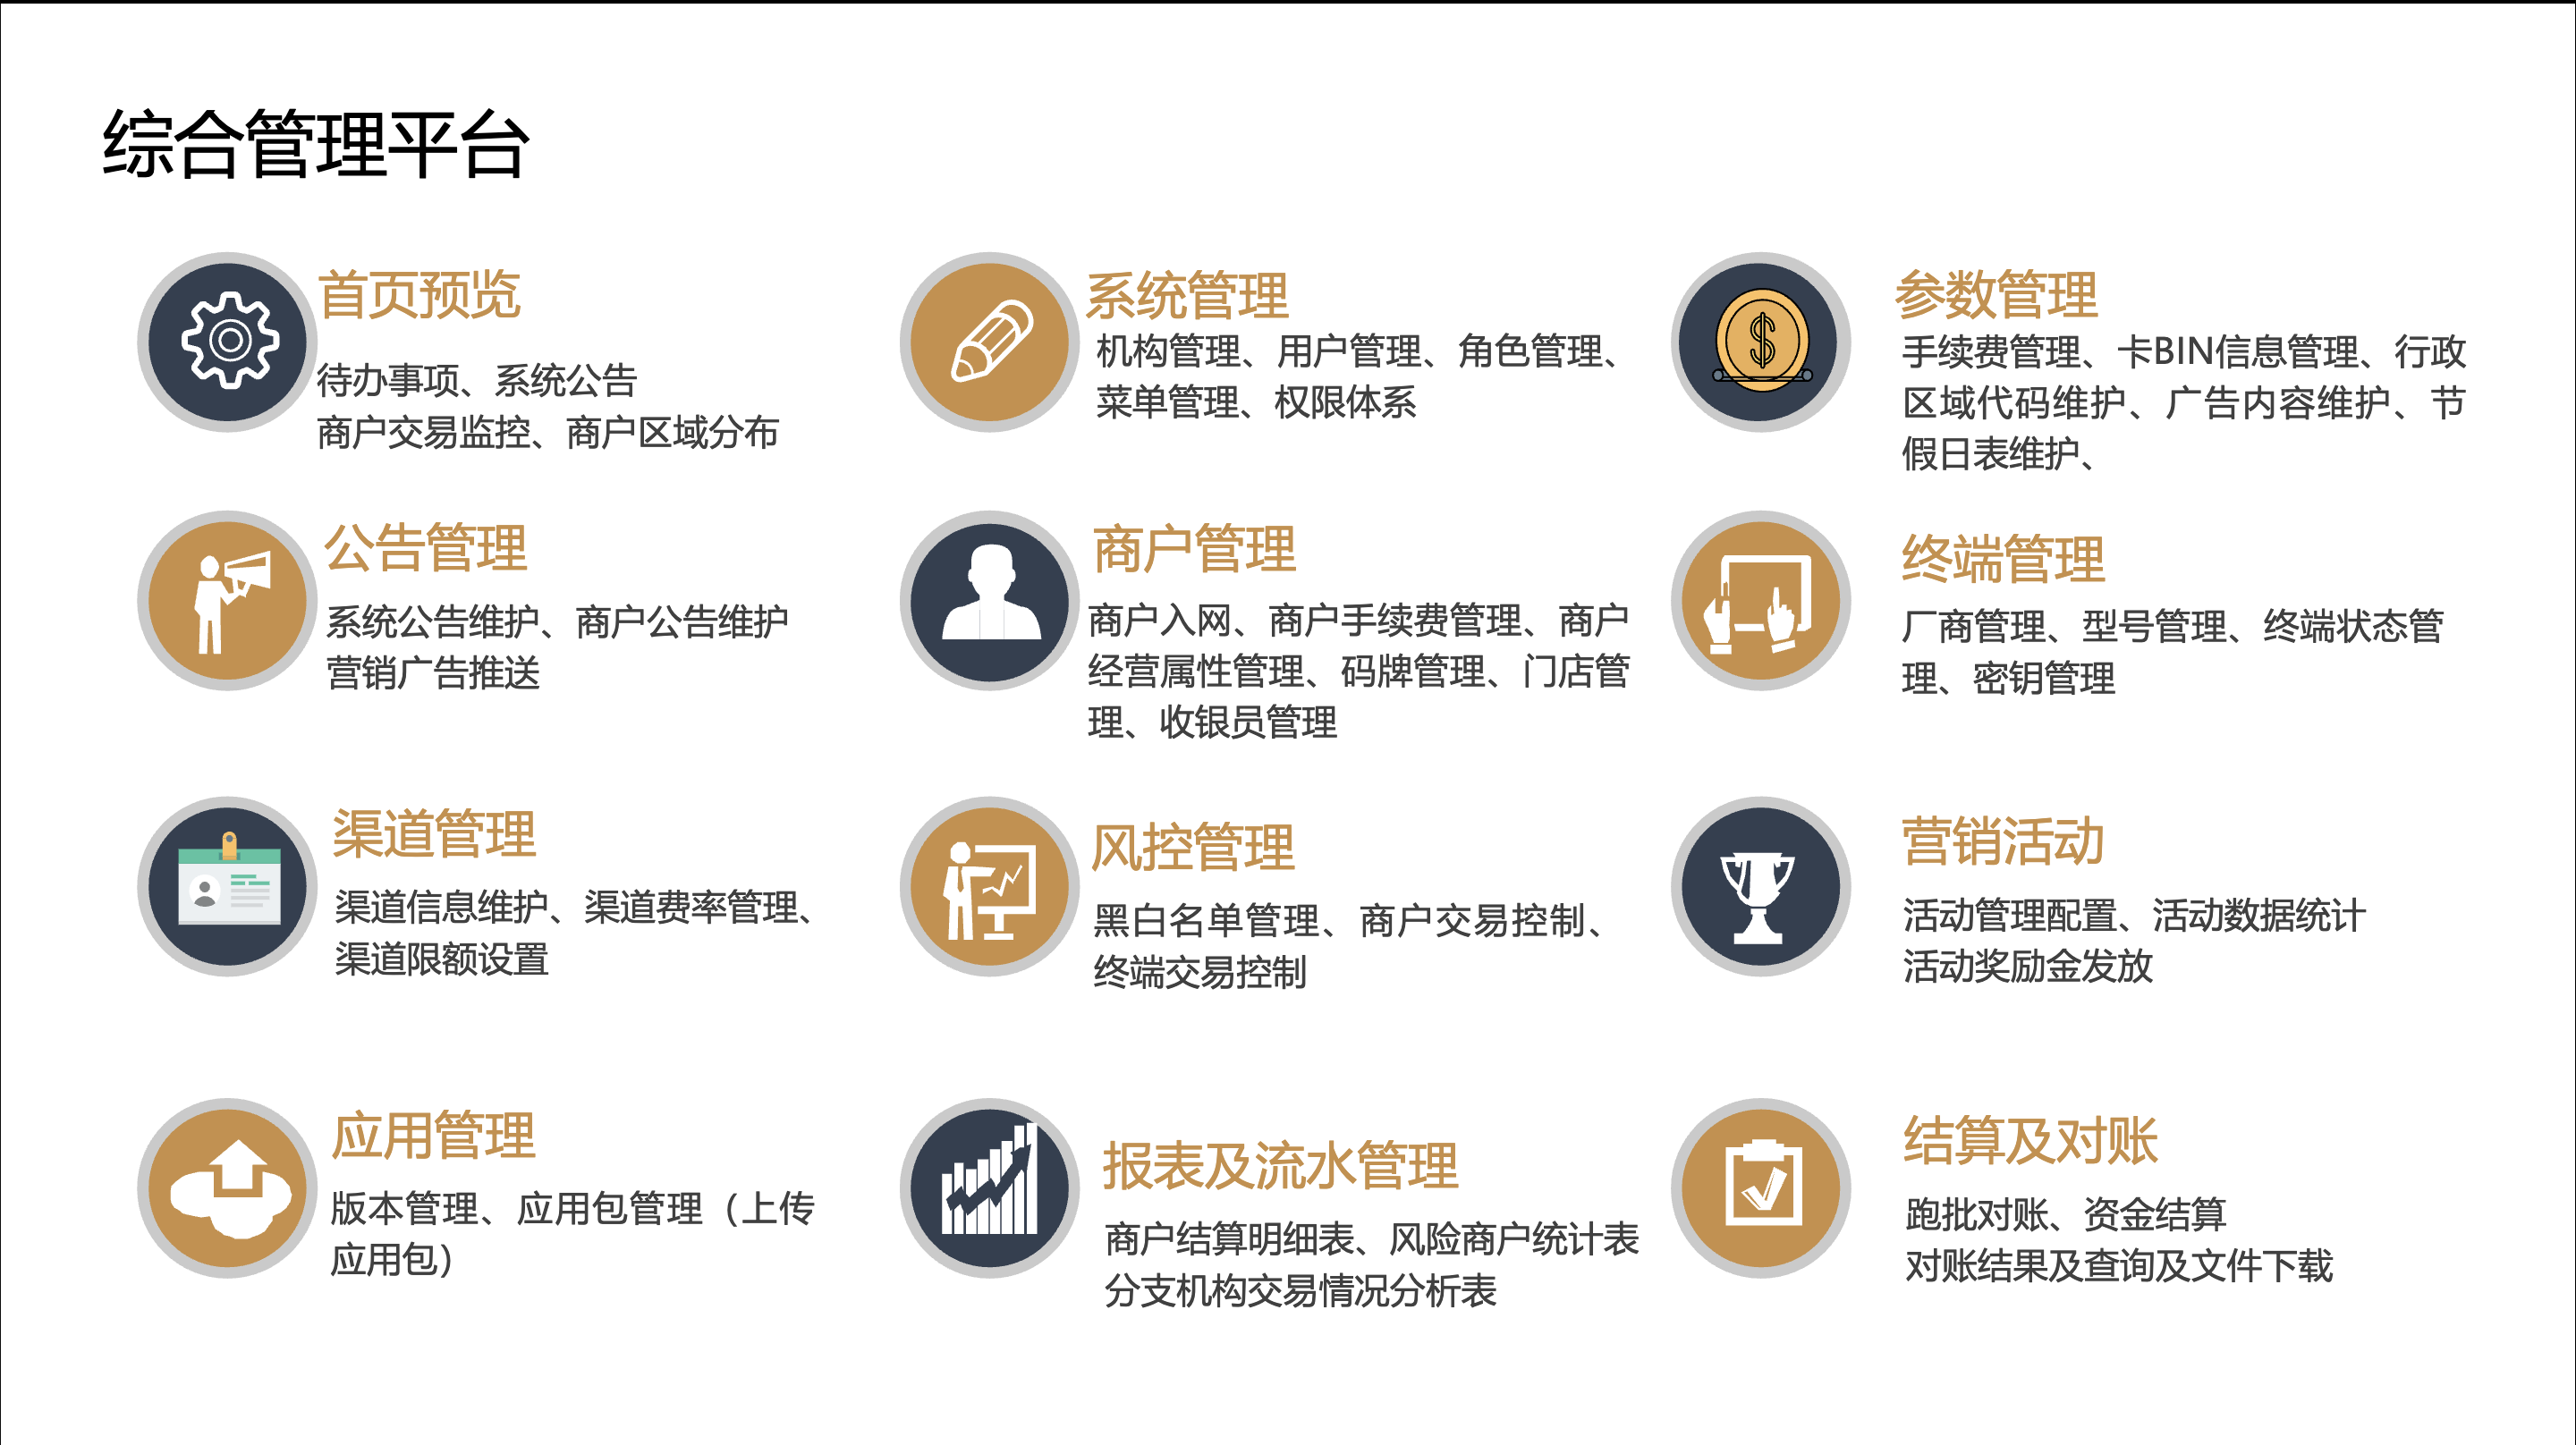 综合管理平台
首页预览
待办事项、系统公告
商户交易监控、商户区域分布
系统管理
机构管理、用户管理、角色管理、
菜单管理、权限体系
参数管理
手续费管理、卡BIN信息管理、行政
区域代码维护、广告内容维护、节
假日表维护、
公告管理
系统公告维护、商户公告维护
营销广告推送
商户管理
商户入网、商户手续费管理、商户
经营属性管理、码牌管理、门店管
理、收银员管理
终端管理
厂商管理、型号管理、终端状态管
理、密钥管理
渠道管理
渠道信息维护、渠道费率管理、
渠道限额设置
风控管理
黑白名单管理、商户交易控制、
终端交易控制
营销活动
活动管理配置、活动数据统计
活动奖励金发放
应用管理
版本管理、应用包管理（上传
应用包）
报表及流水管理
商户结算明细表、风险商户统计表
分支机构交易情况分析表
结算及对账
跑批对账、资金结算
对账结果及查询及文件下载